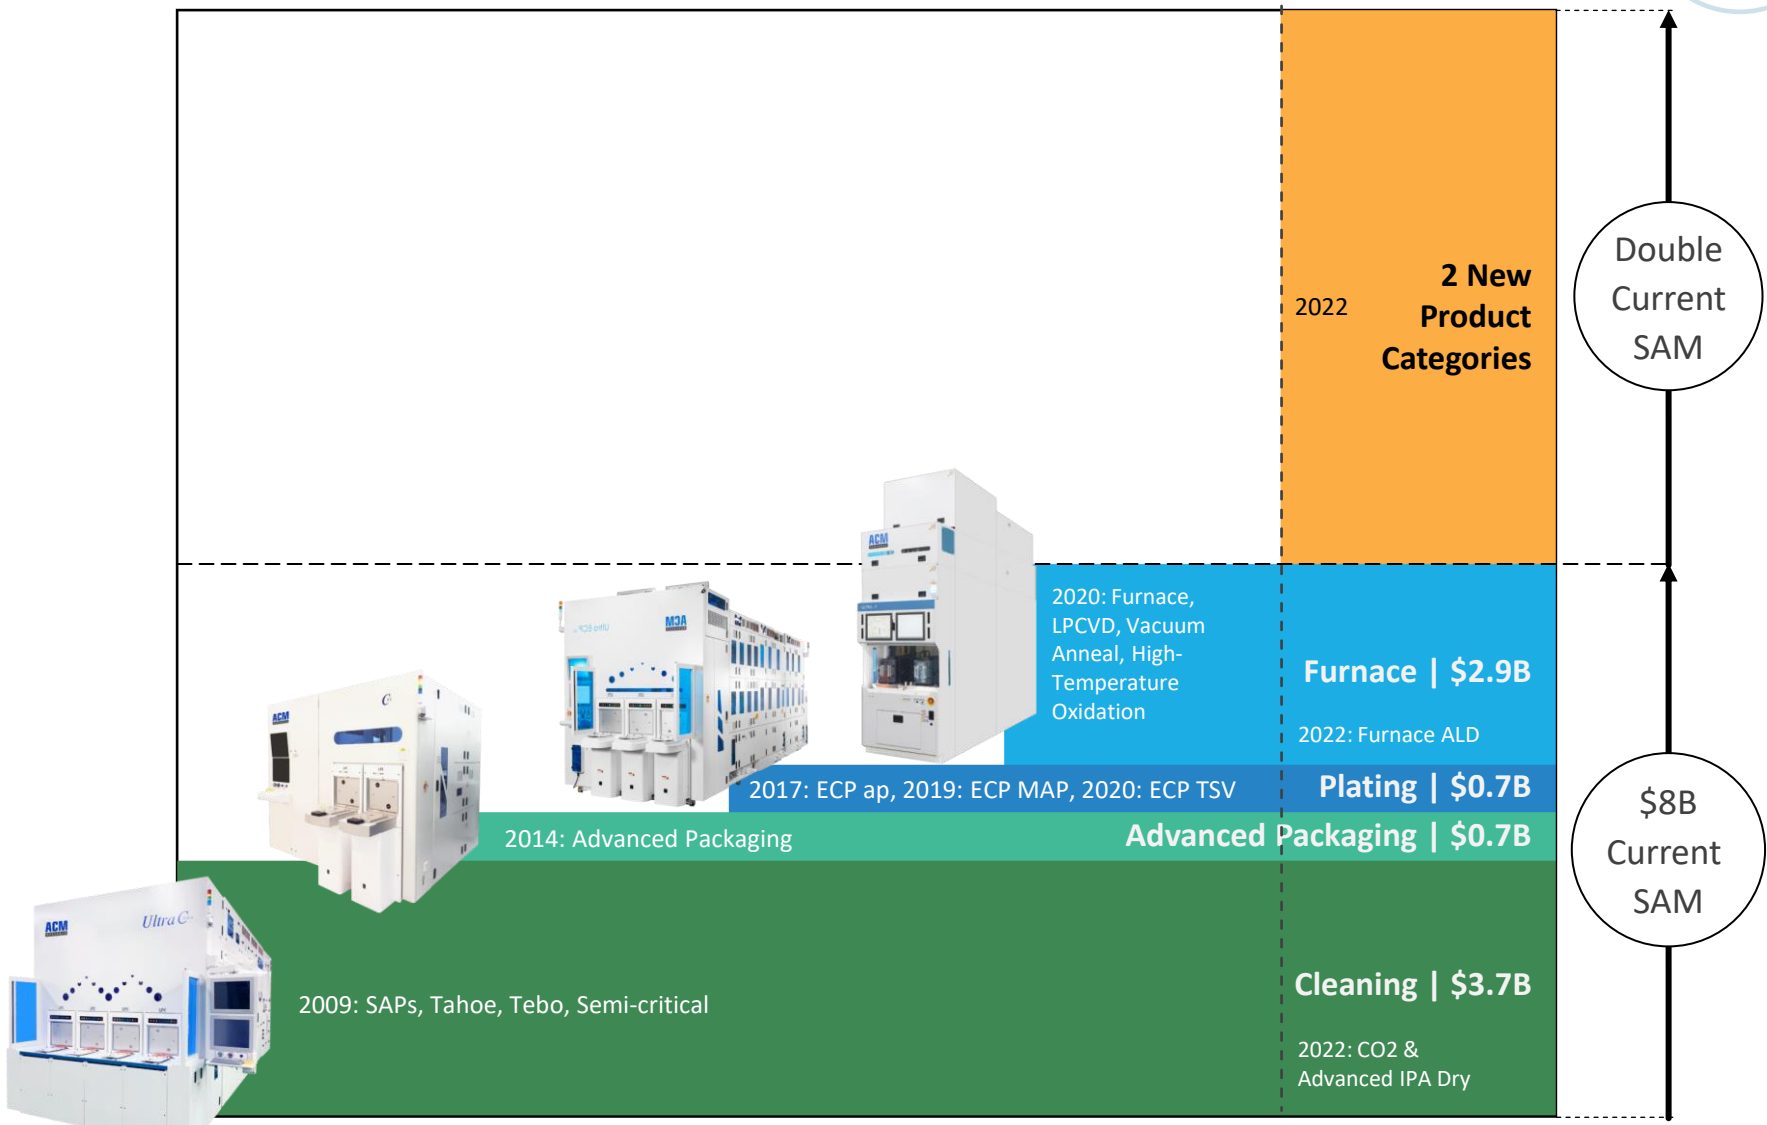 2022
2 New
Product
Categories
Double
Current
SAM
ACM
2020: Furnace,
LPCVD, Vacuum
Anneal, High-
Temperature
Oxidation
Furnace | $2.9B
2022: Furnace ALD
2017: ECP ap, 2019: ECP MAP, 2020: ECP TSV
Plating | $0.7B
ACM
2014: Advanced Packaging
Advanced Packaging | $0.7B
$8B
Current
SAM
ACM
Ultra C
2009: SAPs, Tahoe, Tebo, Semi-critical
Cleaning | $3.7B
2022: CO2 &
Advanced IPA Dry